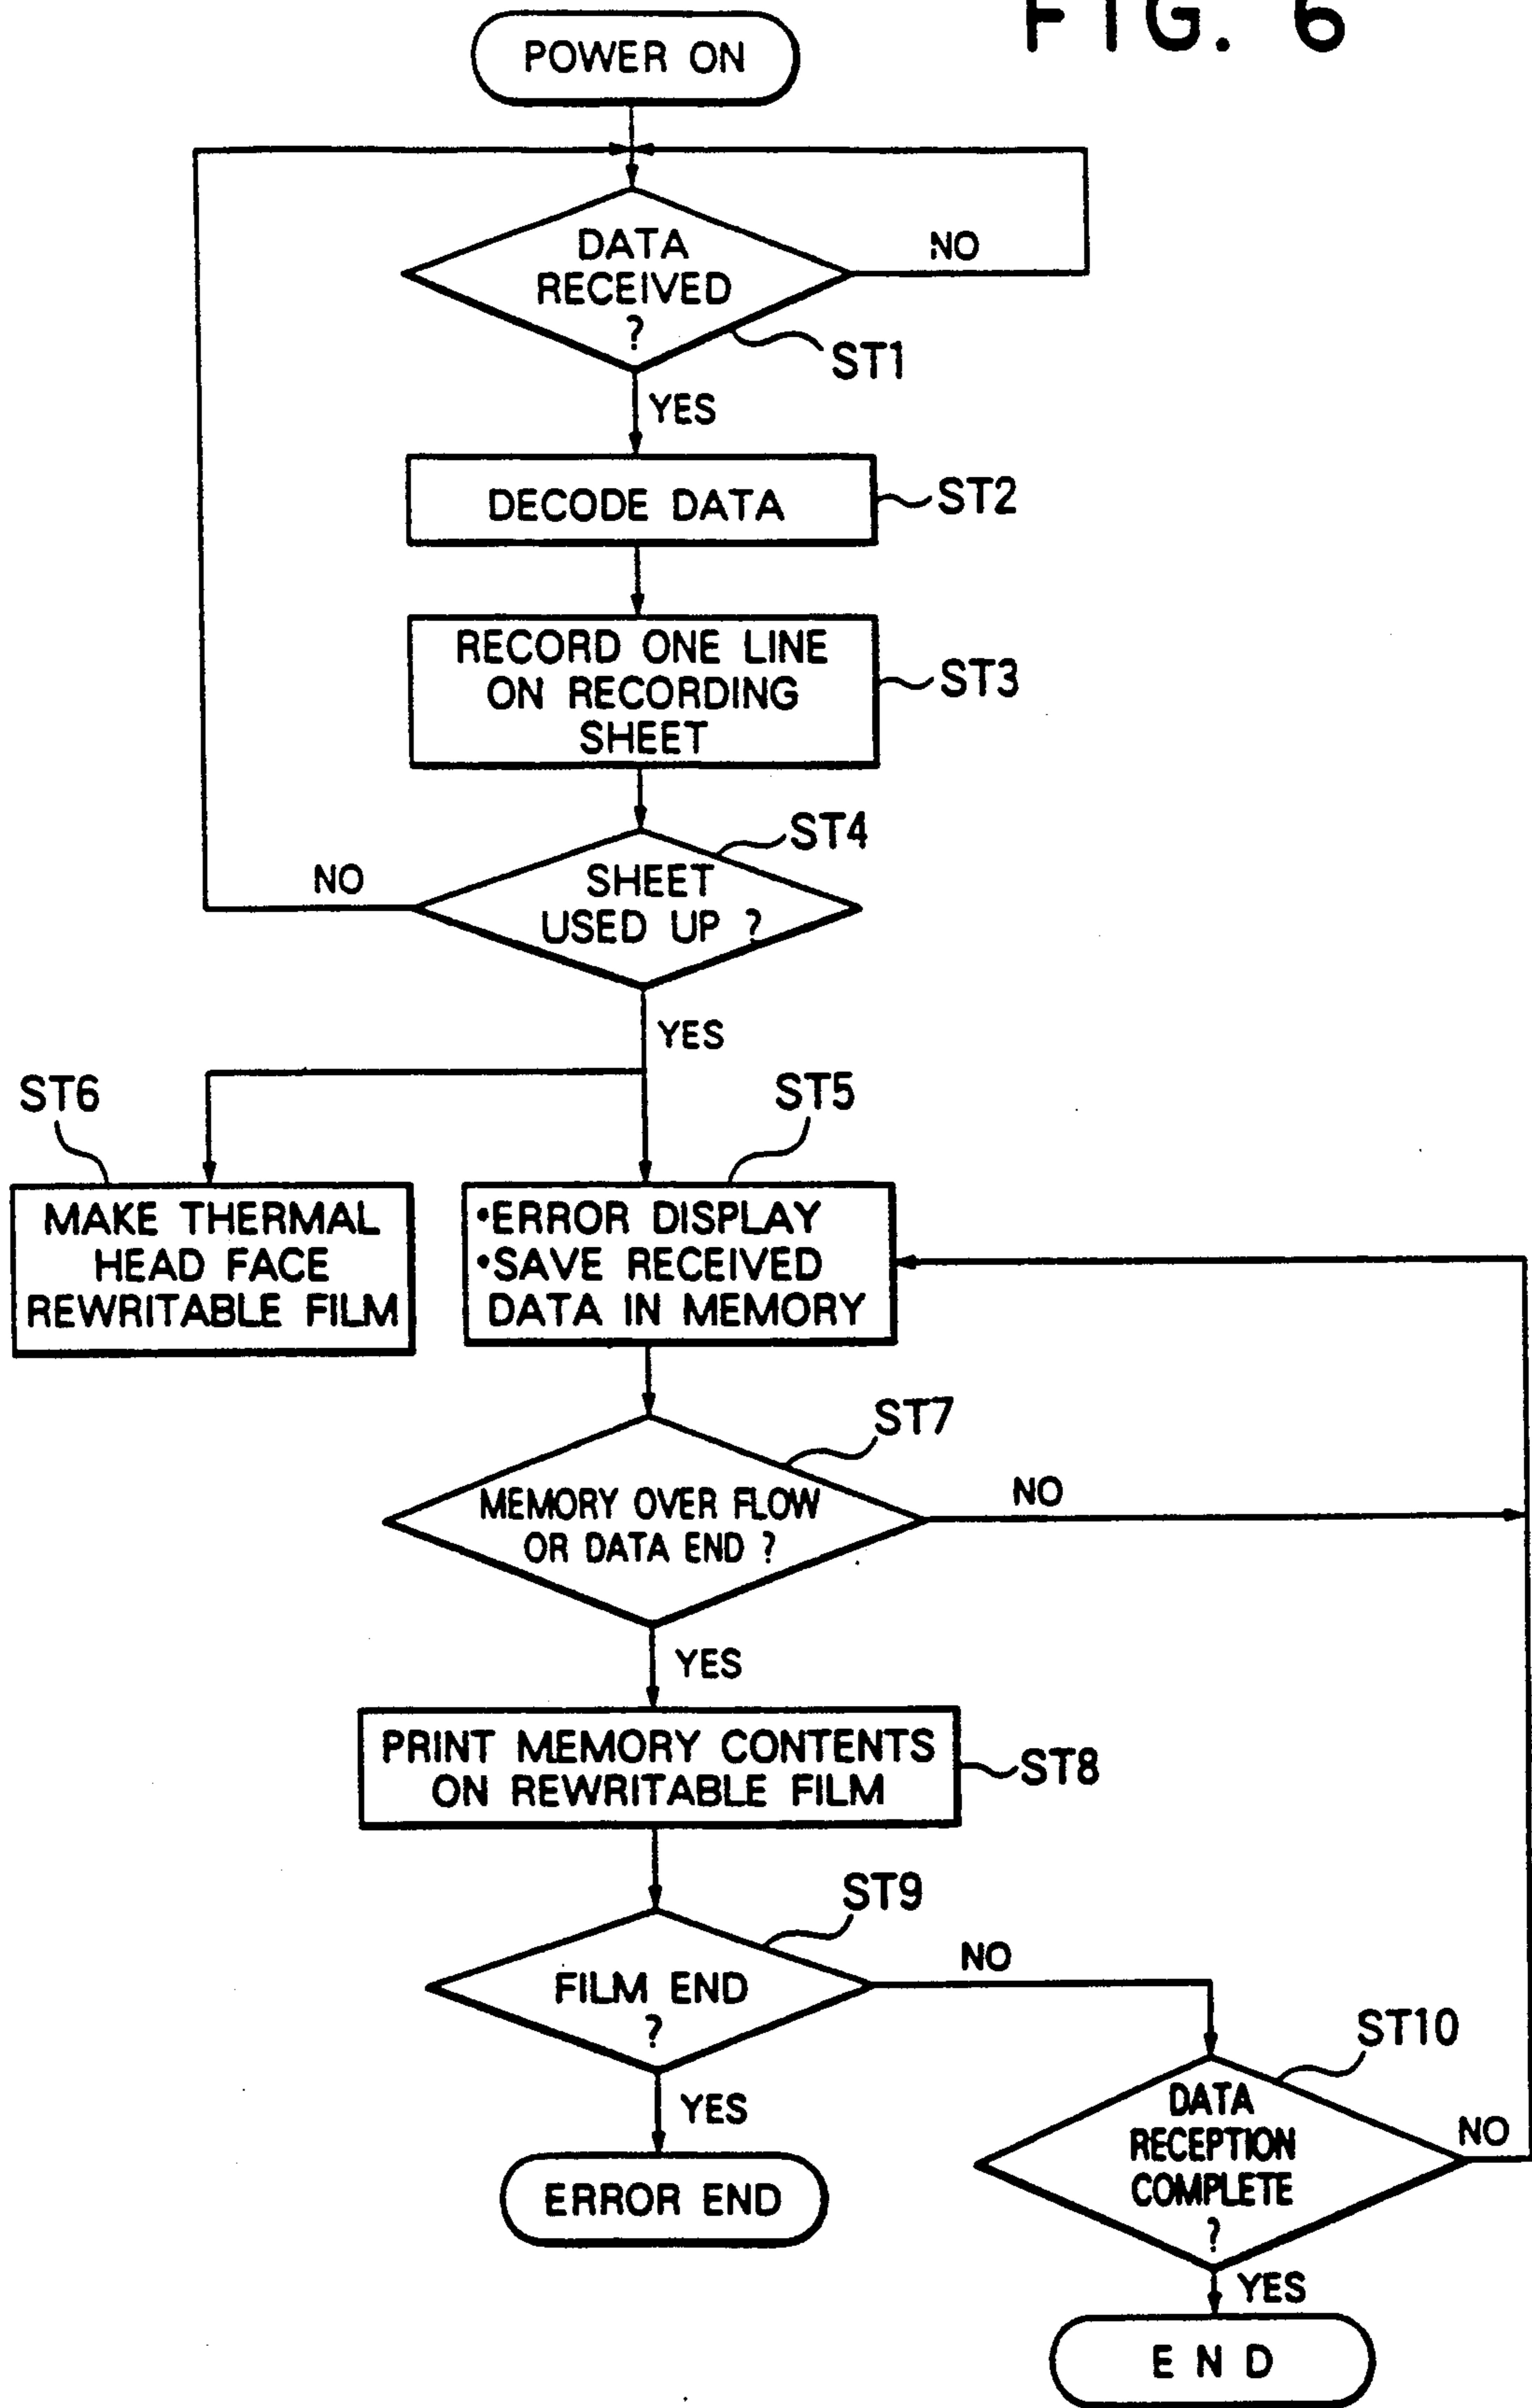 FIG. 6
POWER ON
DATA
RECEIVED
?
NO
ST1
YES
DECODE DATA
ST2
RECORD ONE LINE
ON RECORDING
SHEET
ST3
ST4
SHEET
USED UP ?
NO
YES
ST6
ST5
MAKE THERMAL
HEAD FACE
REWRITABLE FILM
•ERROR DISPLAY
•SAVE RECEIVED
DATA IN MEMORY
ST7
MEMORY OVER FLOW
OR DATA END ?
NO
YES
PRINT MEMORY CONTENTS
ON REWRITABLE FILM
ST8
ST9
FILM END
?
NO
YES
ERROR END
ST10
DATA
RECEPTION
COMPLETE
?
NO
YES
END